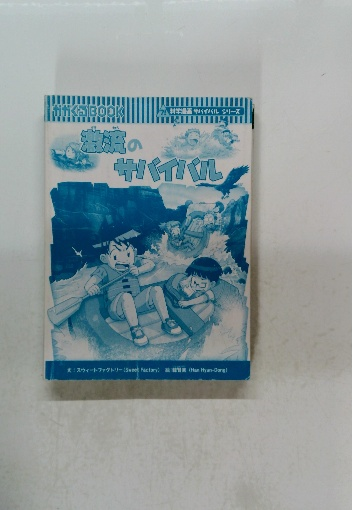 かがくるBOOK
科学漫画 サバイバル シリーズ
激流の
サバイバル
文：スウィートファクトリー(Sweet Factory) 絵：韓賢東 (Han Hyun-Dong)